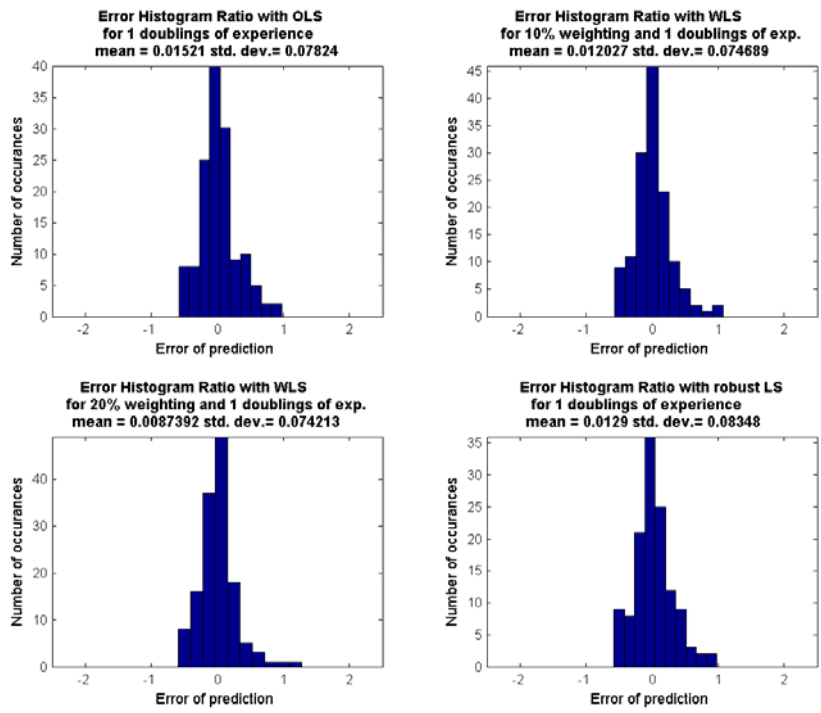 Error Histogram Ratio with OLS
for 1 doublings of experience
mean = 0.01521 std. dev.= 0.07824
40
35
30
25
20
15
10
5
0
-2
-1
0
1
2
Number of occurances
Error of prediction
Error Histogram Ratio with WLS
for 10% weighting and 1 doublings of exp.
mean = 0.012027 std. dev.= 0.074689
45
40
35
30
25
20
15
10
5
0
-2
-1
0
1
2
Number of occurances
Error of prediction
Error Histogram Ratio with WLS
for 20% weighting and 1 doublings of exp.
mean = 0.0087392 std. dev.= 0.074213
40
30
20
10
0
-2
-1
0
1
2
Number of occurances
Error of prediction
Error Histogram Ratio with robust LS
for 1 doublings of experience
mean = 0.0129 std. dev.= 0.08348
35
30
25
20
15
10
5
0
-2
-1
0
1
2
Number of occurances
Error of prediction